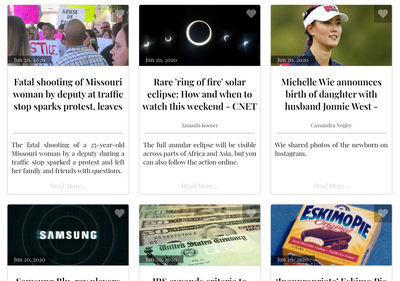 STILE
Jun 20, 2020
Fatal shooting of Missouri
woman by deputy at traffic
stop sparks protest, leaves
The fatal shooting of a 25-year-old
Missouri woman by a deputy during a
traffic stop sparked a protest and left
her family and friends with questions.
Read More...
Jun 20, 2020
Rare 'ring of fire' solar
eclipse: How and when to
watch this weekend - CNET
Amanda Kooser
The full annular eclipse will be visible
across parts of Africa and Asia, but you
can also follow the action online.
Read More...
Jun 20, 2020
Michelle Wie announces
birth of daughter with
husband Jonnie West -
Cassandra Negley
Wie shared photos of the newborn on
Instagram.
Read More...
SAMSUNG
Jun 20, 2020
Samsung Blu-ray players
United States Treasury
Jun 20, 2020
IRS expands criteria to
ESKIMO PIE
Original
Jun 20, 2020
'Inappropriate' Eskimo Pie